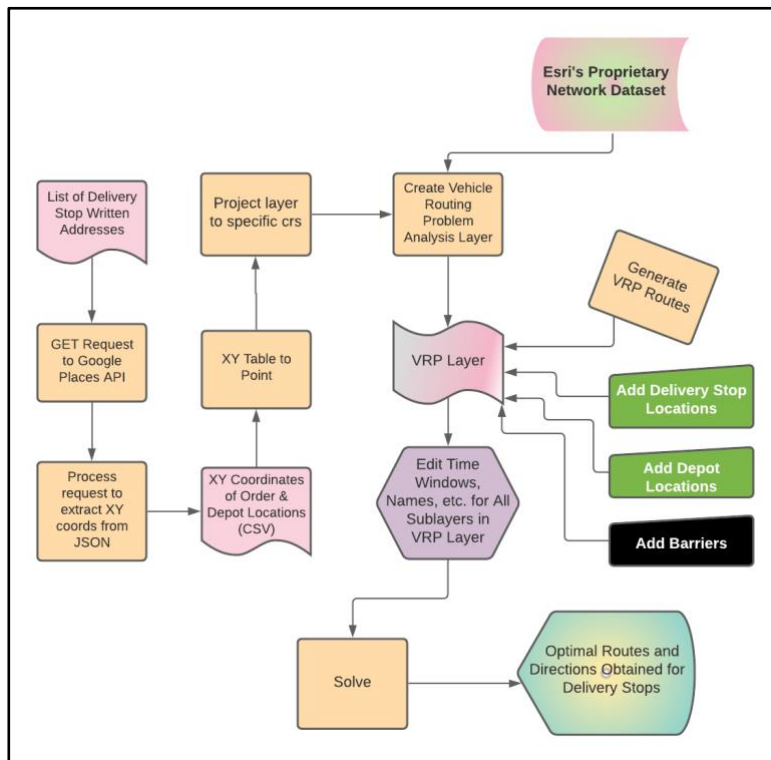 Esri's Proprietary
Network Dataset
List of Delivery
Stop Written
Addresses
Project layer
to specific crs
Create Vehicle
Routing
Problem
Analysis Layer
Generate
VRP Routes
GET Request
to Google
Places API
XY Table to
Point
VRP Layer
Add Delivery Stop
Locations
Process
request to
extract XY
coords from
JSON
XY Coordinates
of Order &
Depot Locations
(CSV)
Edit Time
Windows,
Names, etc. for All
Sublayers in
VRP Layer
Add Depot
Locations
Add Barriers
Solve
Optimal Routes and
Directions Obtained for
Delivery Stops